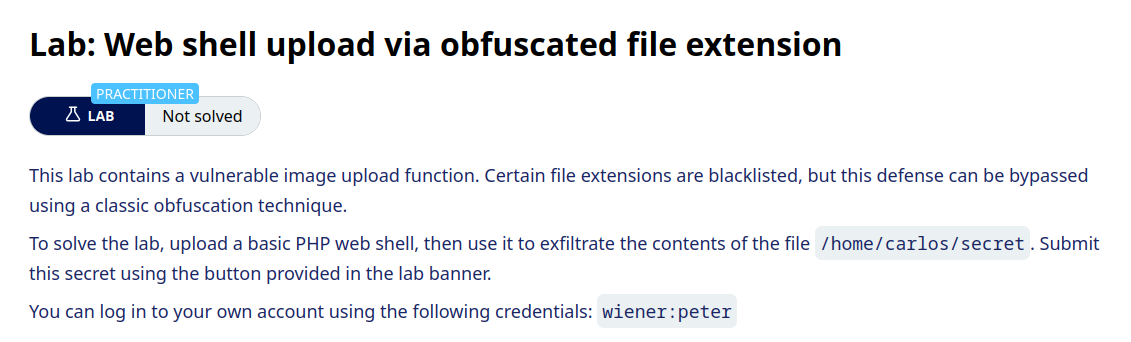 Lab: Web shell upload via obfuscated file extension
PRACTITIONER
LAB Not solved
This lab contains a vulnerable image upload function. Certain file extensions are blacklisted, but this defense can be bypassed
using a classic obfuscation technique.
To solve the lab, upload a basic PHP web shell, then use it to exfiltrate the contents of the file /home/carlos/secret. Submit
this secret using the button provided in the lab banner.
You can log in to your own account using the following credentials: wiener:peter